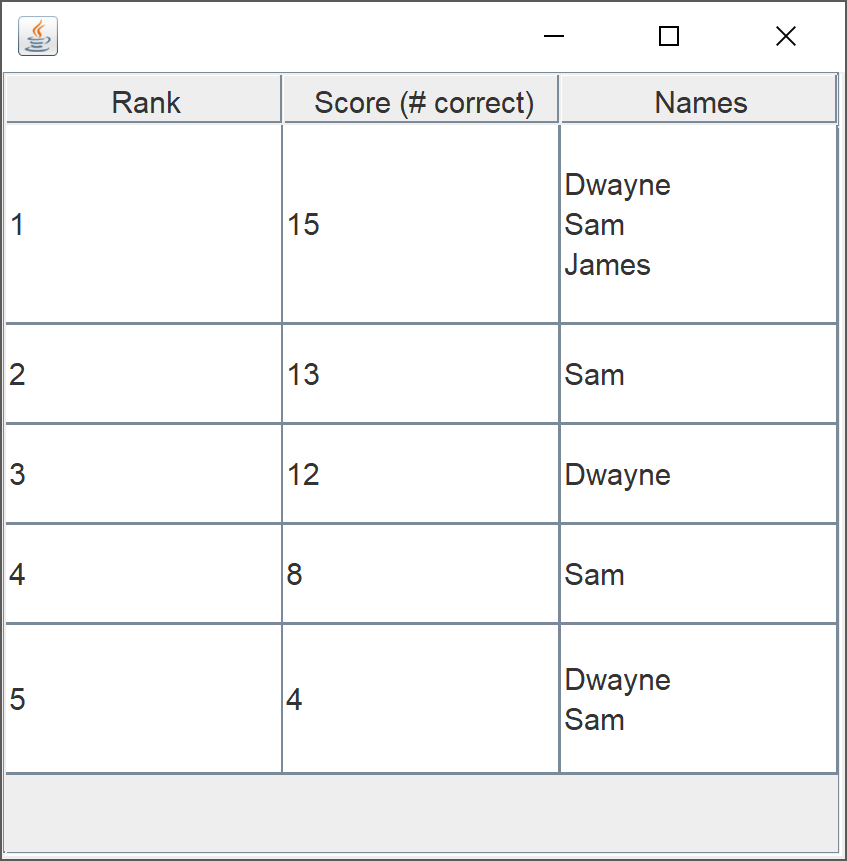 Rank Score (# correct) Names
1 15 Dwayne
Sam
James
2 13 Sam
3 12 Dwayne
4 8 Sam
5 4 Dwayne
Sam